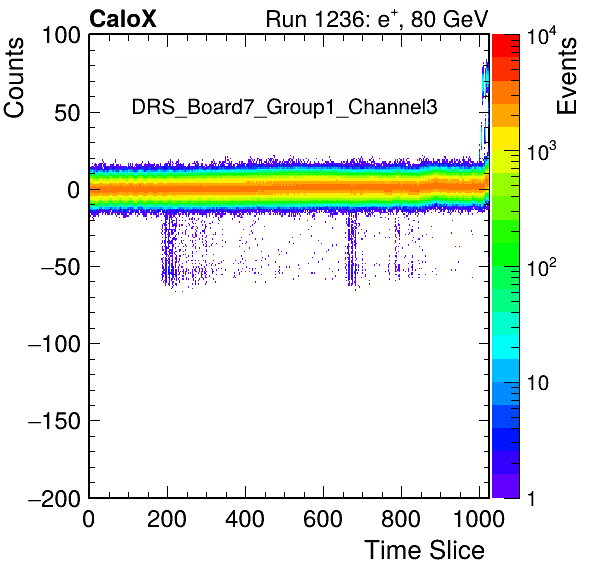 CaloX Run 1236: e+, 80 GeV
Counts
Events
DRS_Board7_Group1_Channel3
100
50
0
−50
−100
−150
−200
0 200 400 600 800 1000
Time Slice
10^4
10^3
10^2
10
1